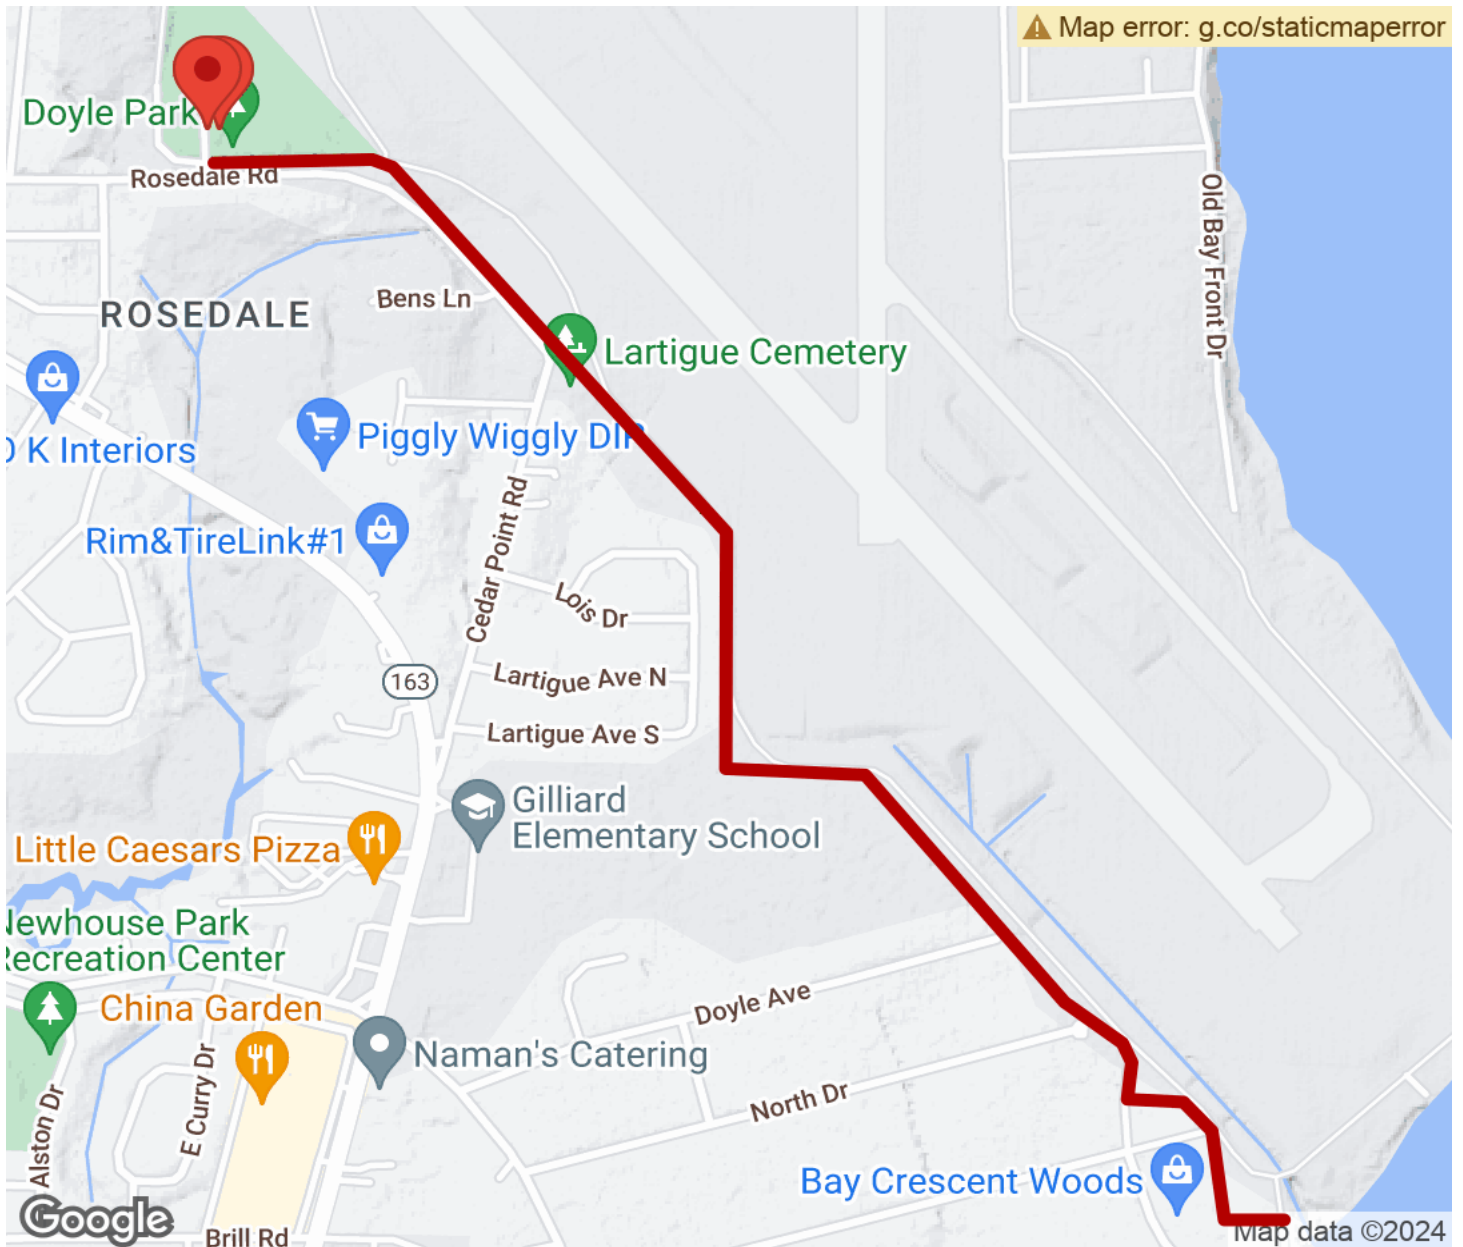 Map error: g.co/staticmaperror
Doyle Park
Rosedale Rd
Old Bay Front Dr
Bens Ln
ROSEDALE
Lartigue Cemetery
K Interiors
Piggly Wiggly
Rim&TireLink#1
Cedar Point Rd
Lois Dr
163
Lartigue Ave N
Lartigue Ave S
Gilliard
Elementary School
Little Caesars Pizza
Newhouse Park
Recreation Center
China Garden
Doyle Ave
Naman's Catering
E Curry Dr
Alston Dr
North Dr
Bay Crescent Woods
Google
Brill Rd
Map data ©2024